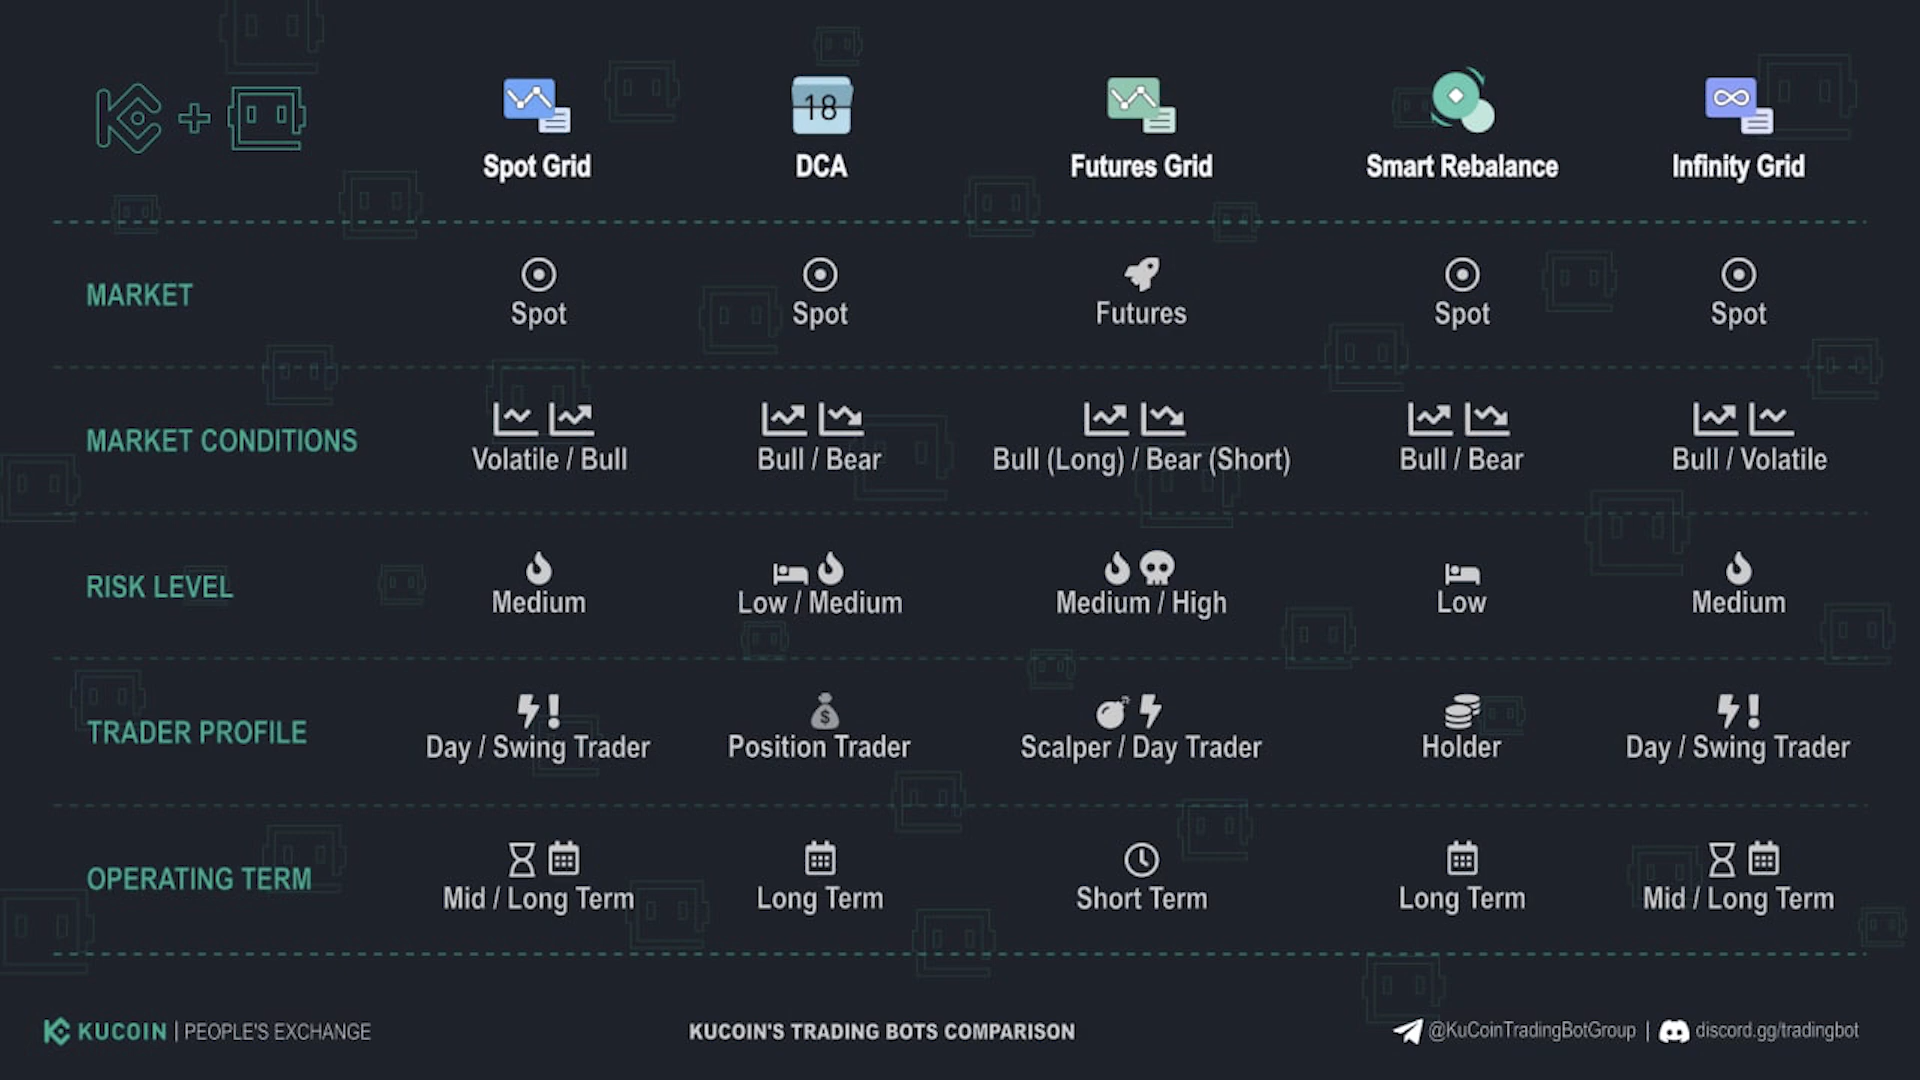 18
Spot Grid DCA Futures Grid Smart Rebalance Infinity Grid
MARKET Spot Spot Futures Spot Spot
MARKET CONDITIONS Volatile / Bull Bull / Bear Bull (Long) / Bear (Short) Bull / Bear Bull / Volatile
RISK LEVEL Medium Low / Medium Medium / High Low Medium
TRADER PROFILE Day / Swing Trader Position Trader Scalper / Day Trader Holder Day / Swing Trader
OPERATING TERM Mid / Long Term Long Term Short Term Long Term Mid / Long Term
KUCOIN | PEOPLE'S EXCHANGE KUCOIN'S TRADING BOTS COMPARISON @KuCoinTradingBotGroup | discord.gg/tradingbot